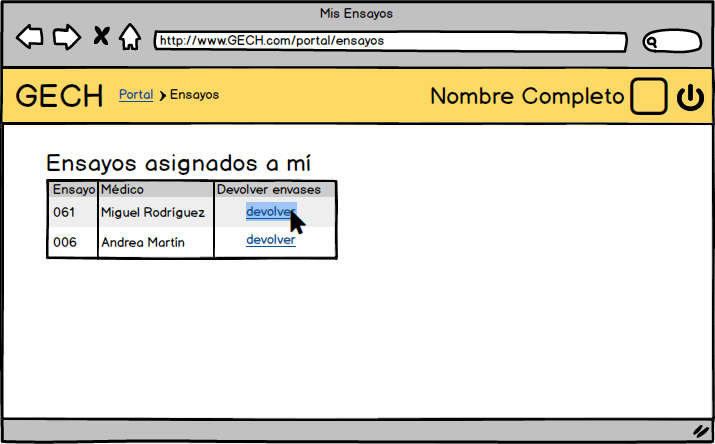 Mis Ensayos
http://www.GECH.com/portal/ensayos
GECH Portal > Ensayos Nombre Completo
Ensayos asignados a mí
Ensayo Médico Devolver envases
061 Miguel Rodríguez devolver
006 Andrea Martín devolver